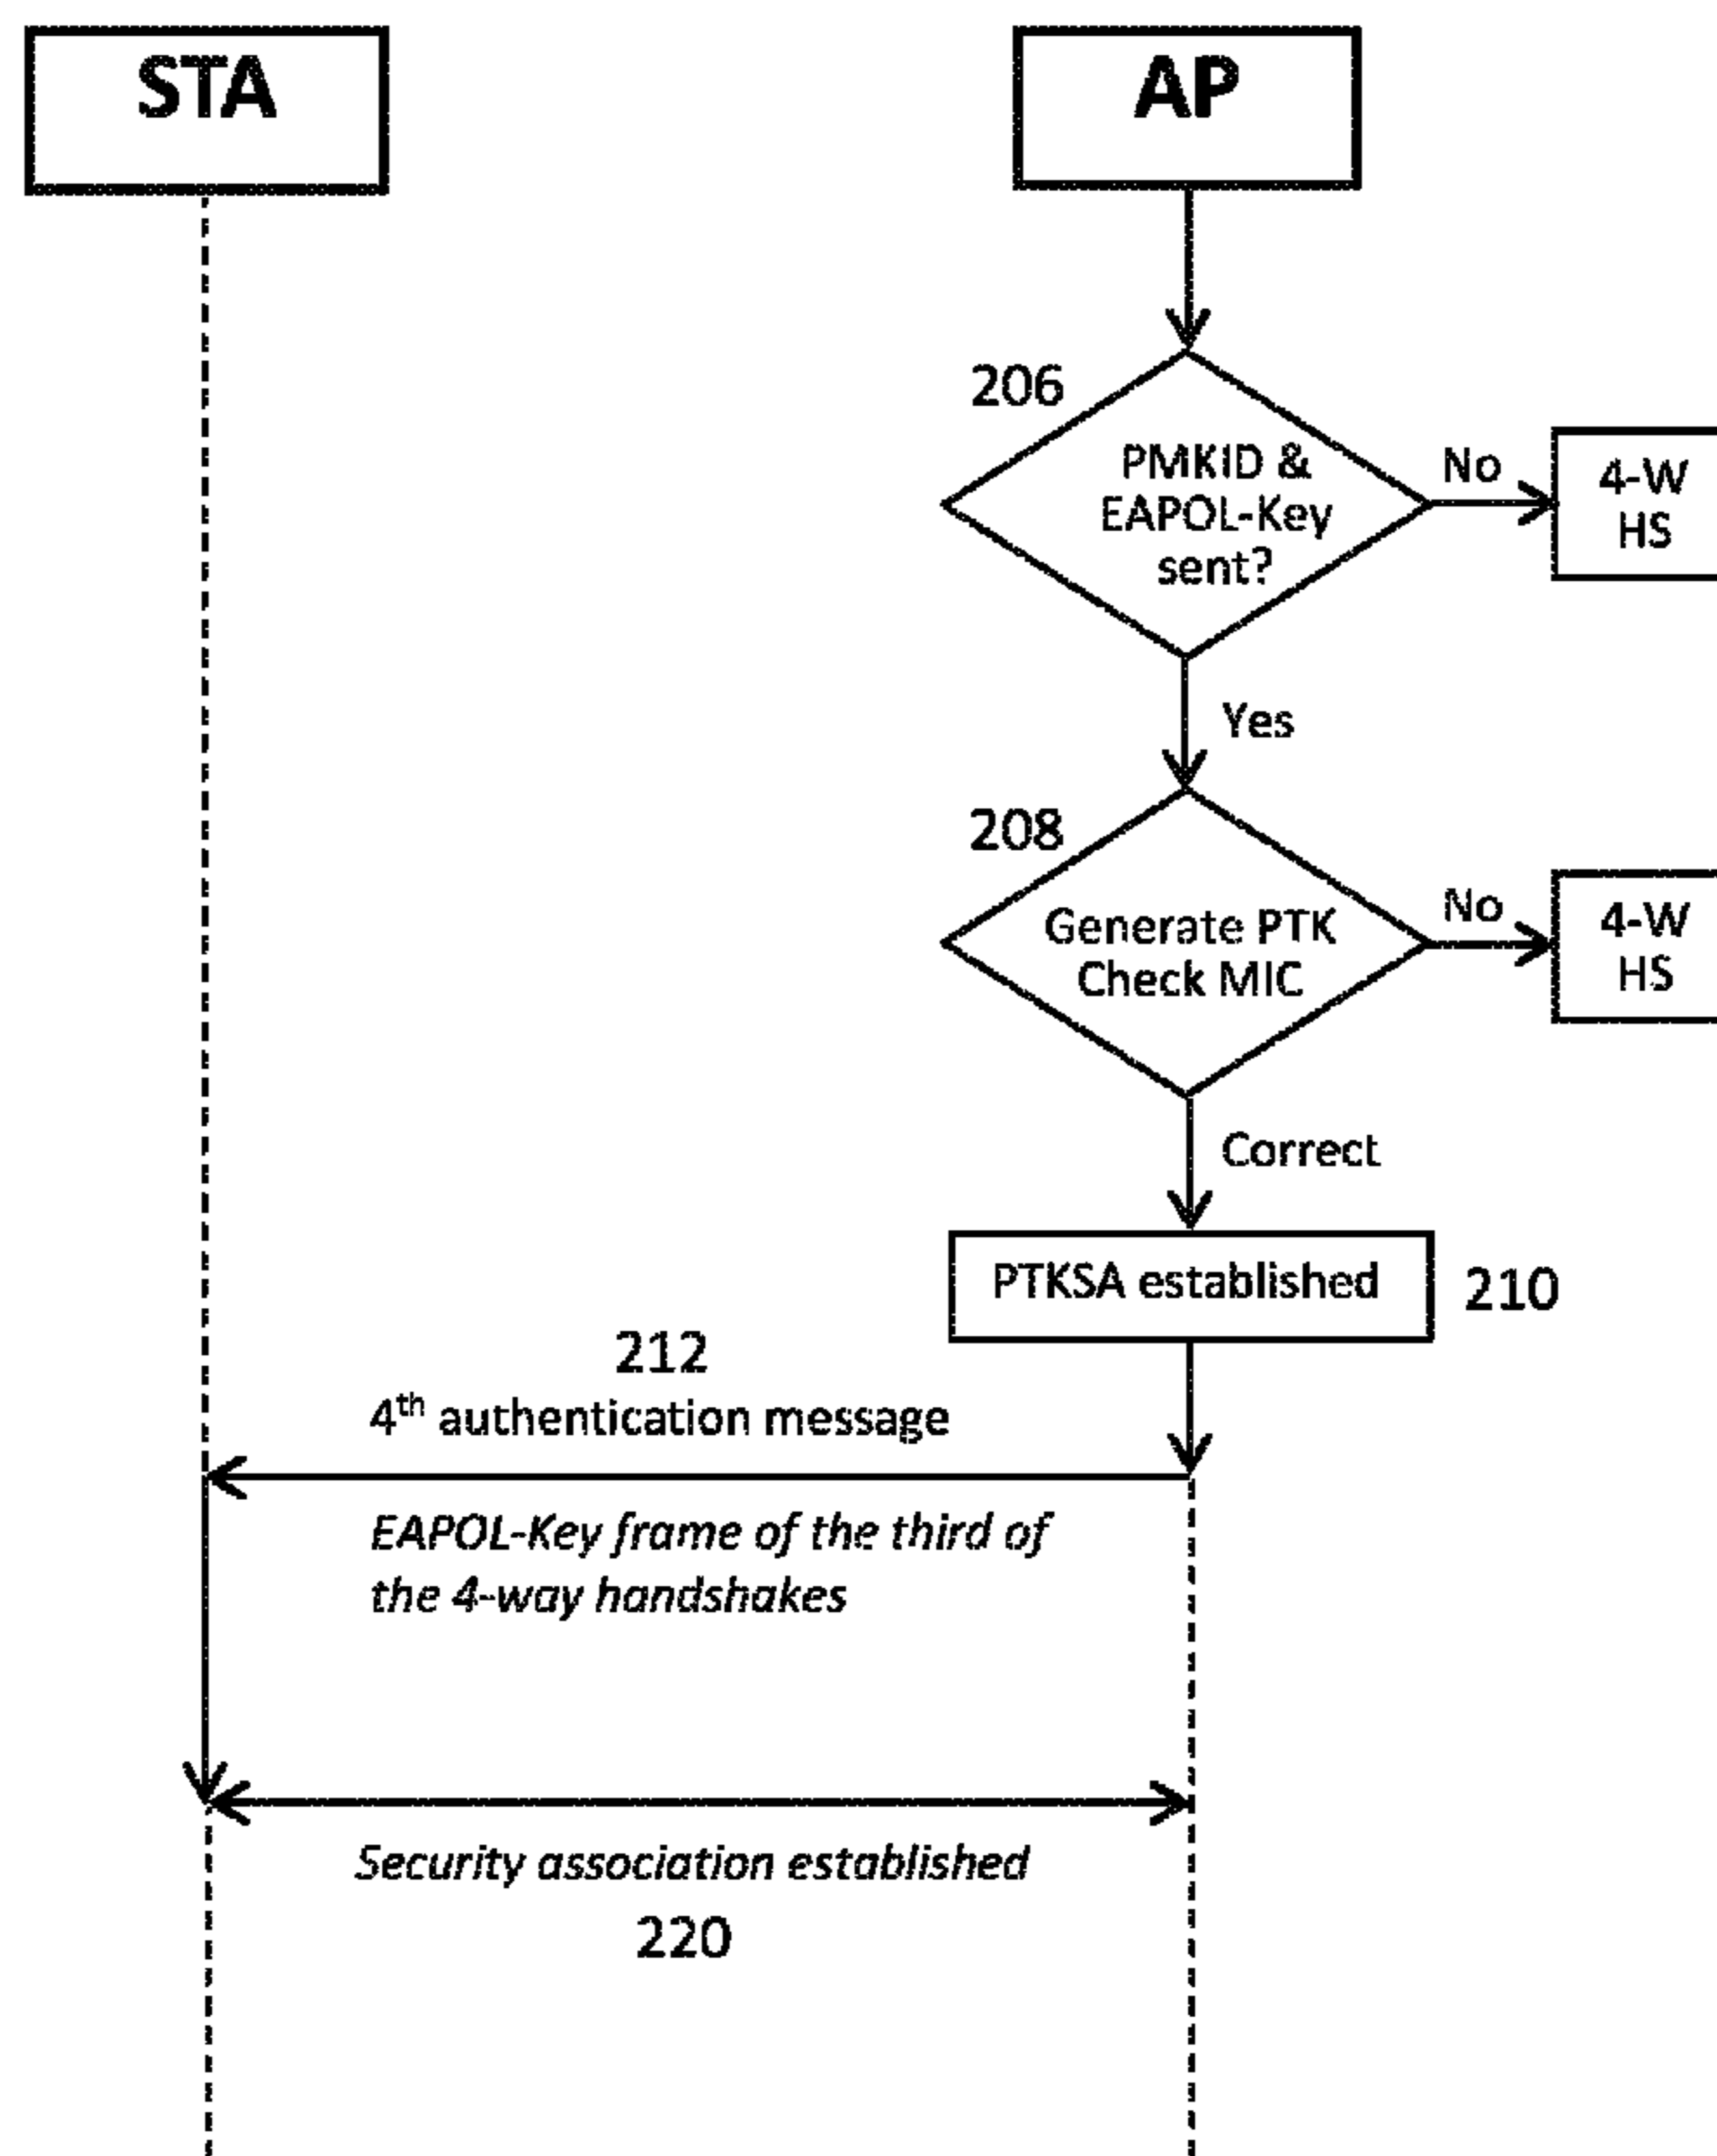 STA
AP
206
PMKID &
EAPOL-Key
sent?
No
4-W
HS
Yes
208
Generate PTK
Check MIC
No
4-W
HS
Correct
PTKSA established
210
212
4th authentication message
EAPOL-Key frame of the third of
the 4-way handshakes
Security association established
220